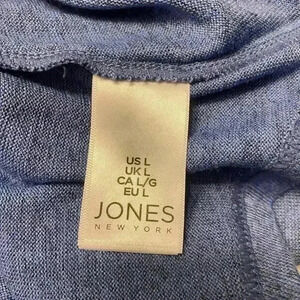 US L
UK L
CA L/G
EU L
JONES
NEW YORK